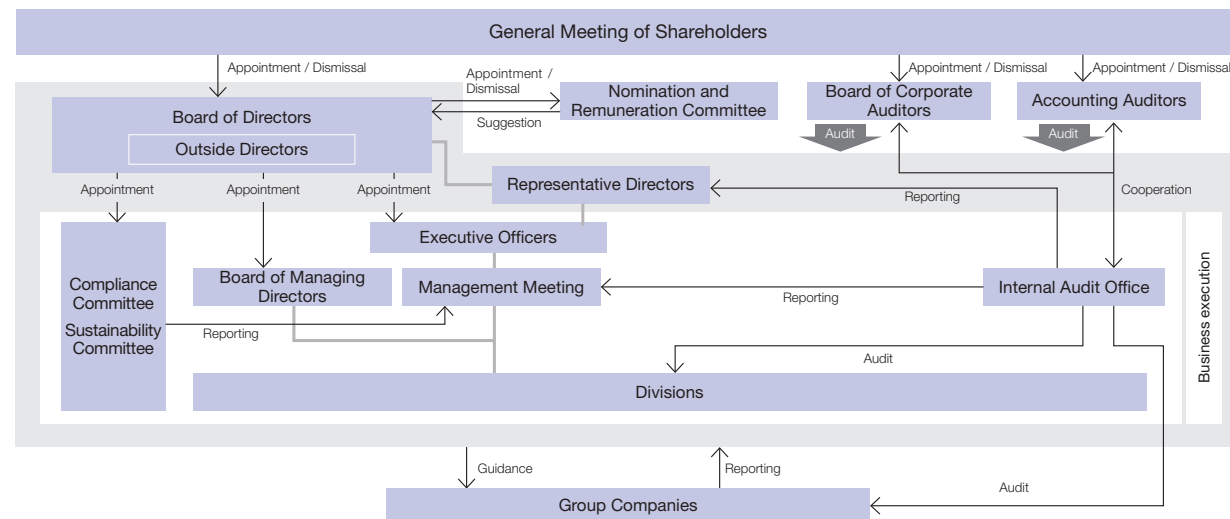 General Meeting of Shareholders
Appointment / Dismissal
Appointment /
Dismissal
Appointment / Dismissal
Appointment / Dismissal
Board of Directors
Outside Directors
Suggestion
Nomination and
Remuneration Committee
Board of Corporate
Auditors
Accounting Auditors
Audit
Audit
Appointment
Appointment
Appointment
Representative Directors
Reporting
Cooperation
Executive Officers
Compliance
Committee
Sustainability
Committee
Board of Managing
Directors
Management Meeting
Reporting
Internal Audit Office
Reporting
Audit
Business execution
Divisions
Guidance
Reporting
Audit
Group Companies